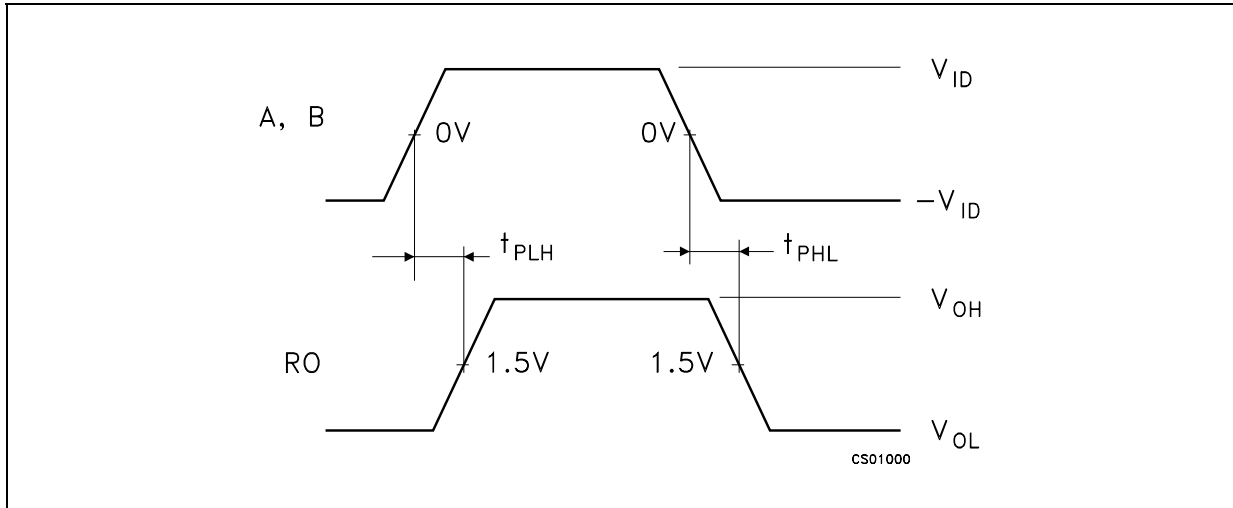 V_ID
A, B
0V 0V
-V_ID
t_PLH t_PHL
V_OH
RO 1.5V 1.5V
V_OL
CS01000